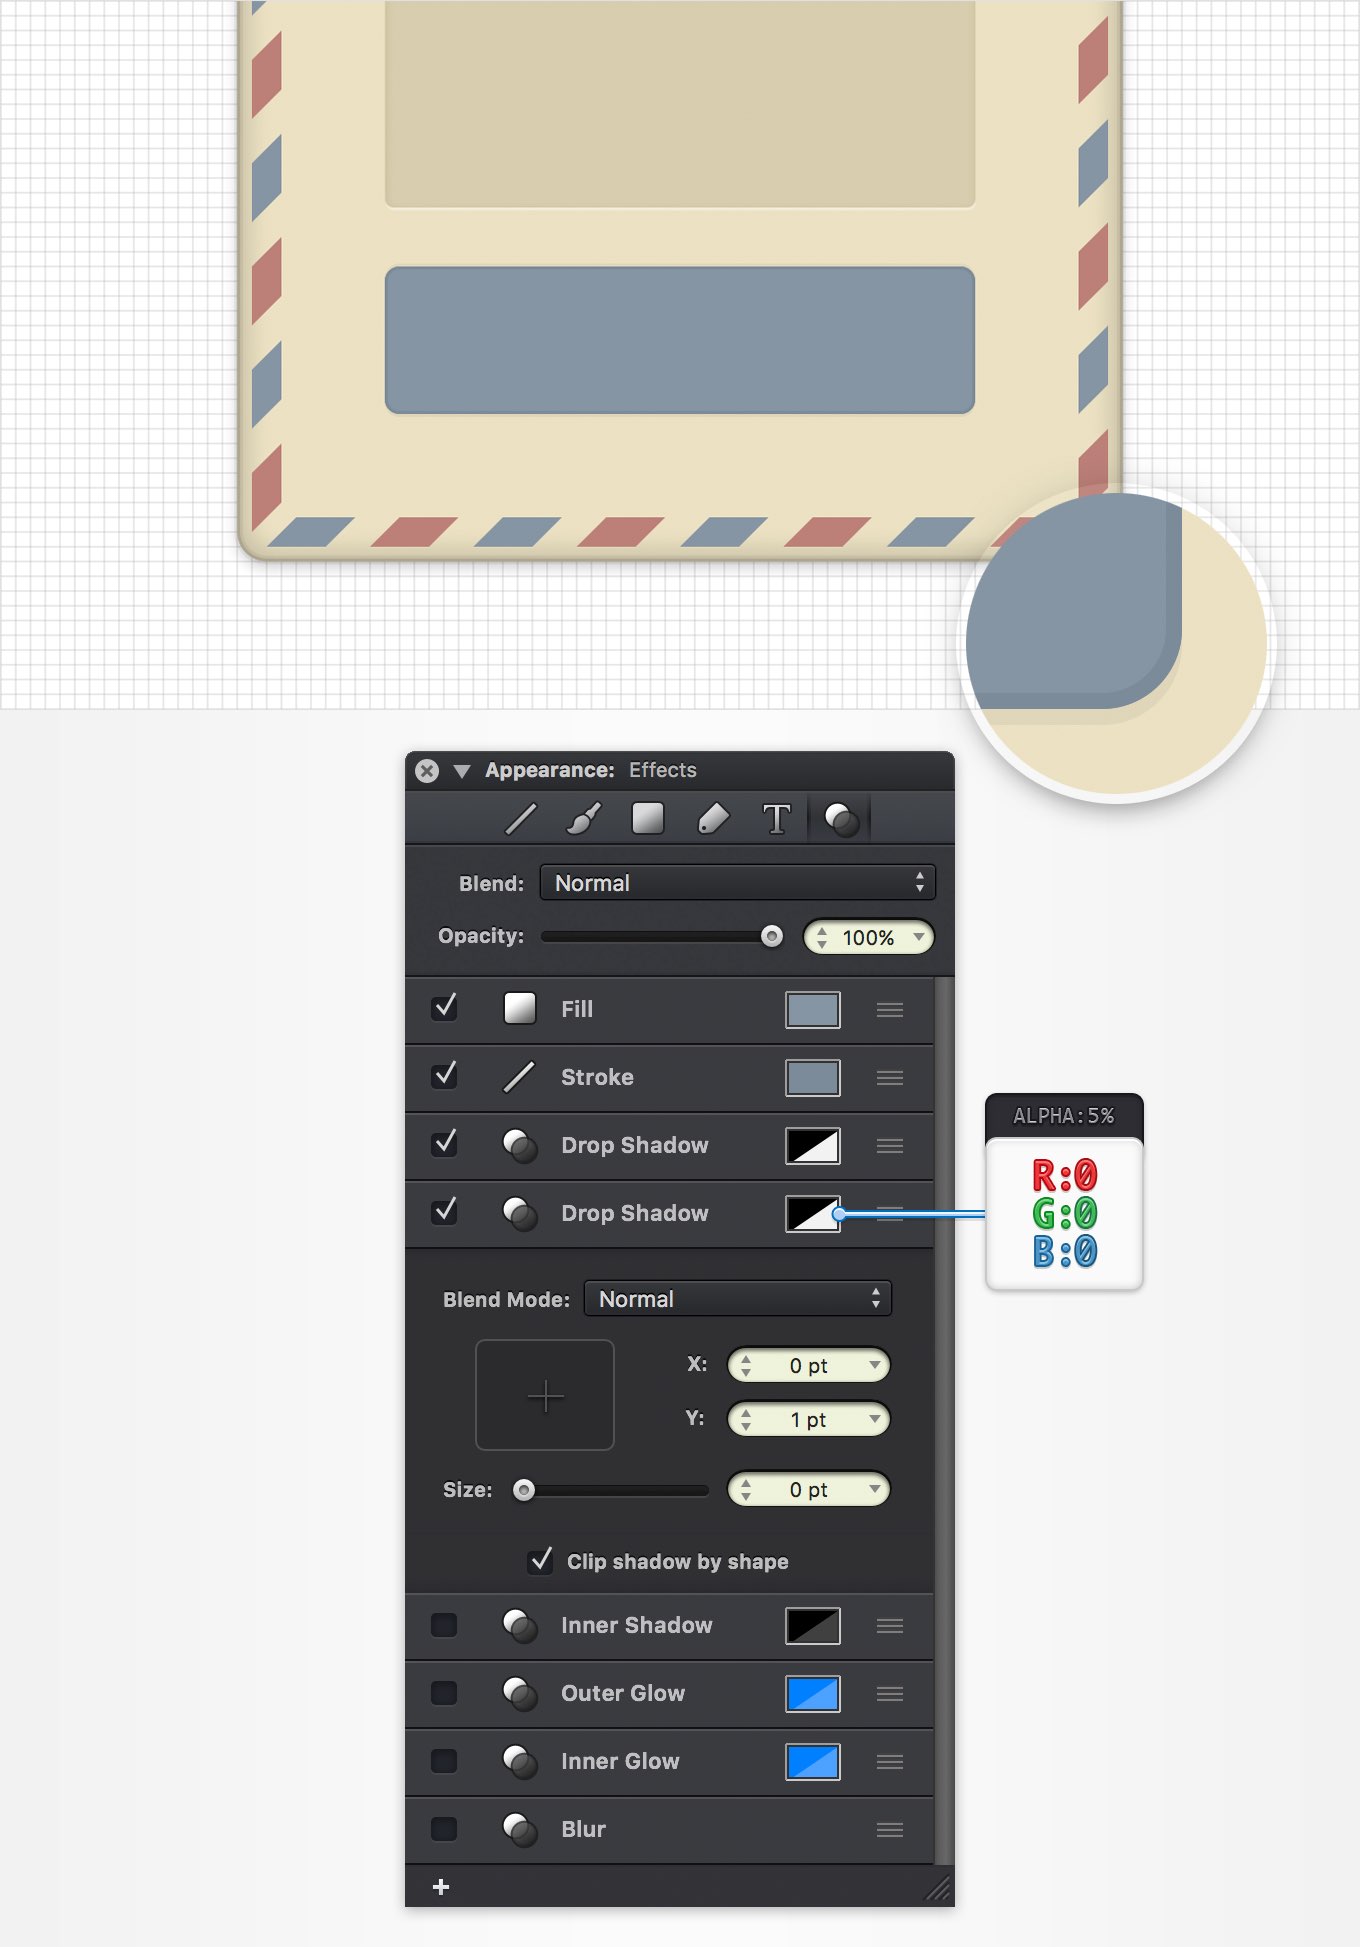 Appearance: Effects
T
Blend: Normal
Opacity: 100%
Fill
Stroke
Drop Shadow
Drop Shadow
ALPHA:5%
R:0
G:0
B:0
Blend Mode: Normal
X: 0 pt
Y: 1 pt
Size: 0 pt
Clip shadow by shape
Inner Shadow
Outer Glow
Inner Glow
Blur